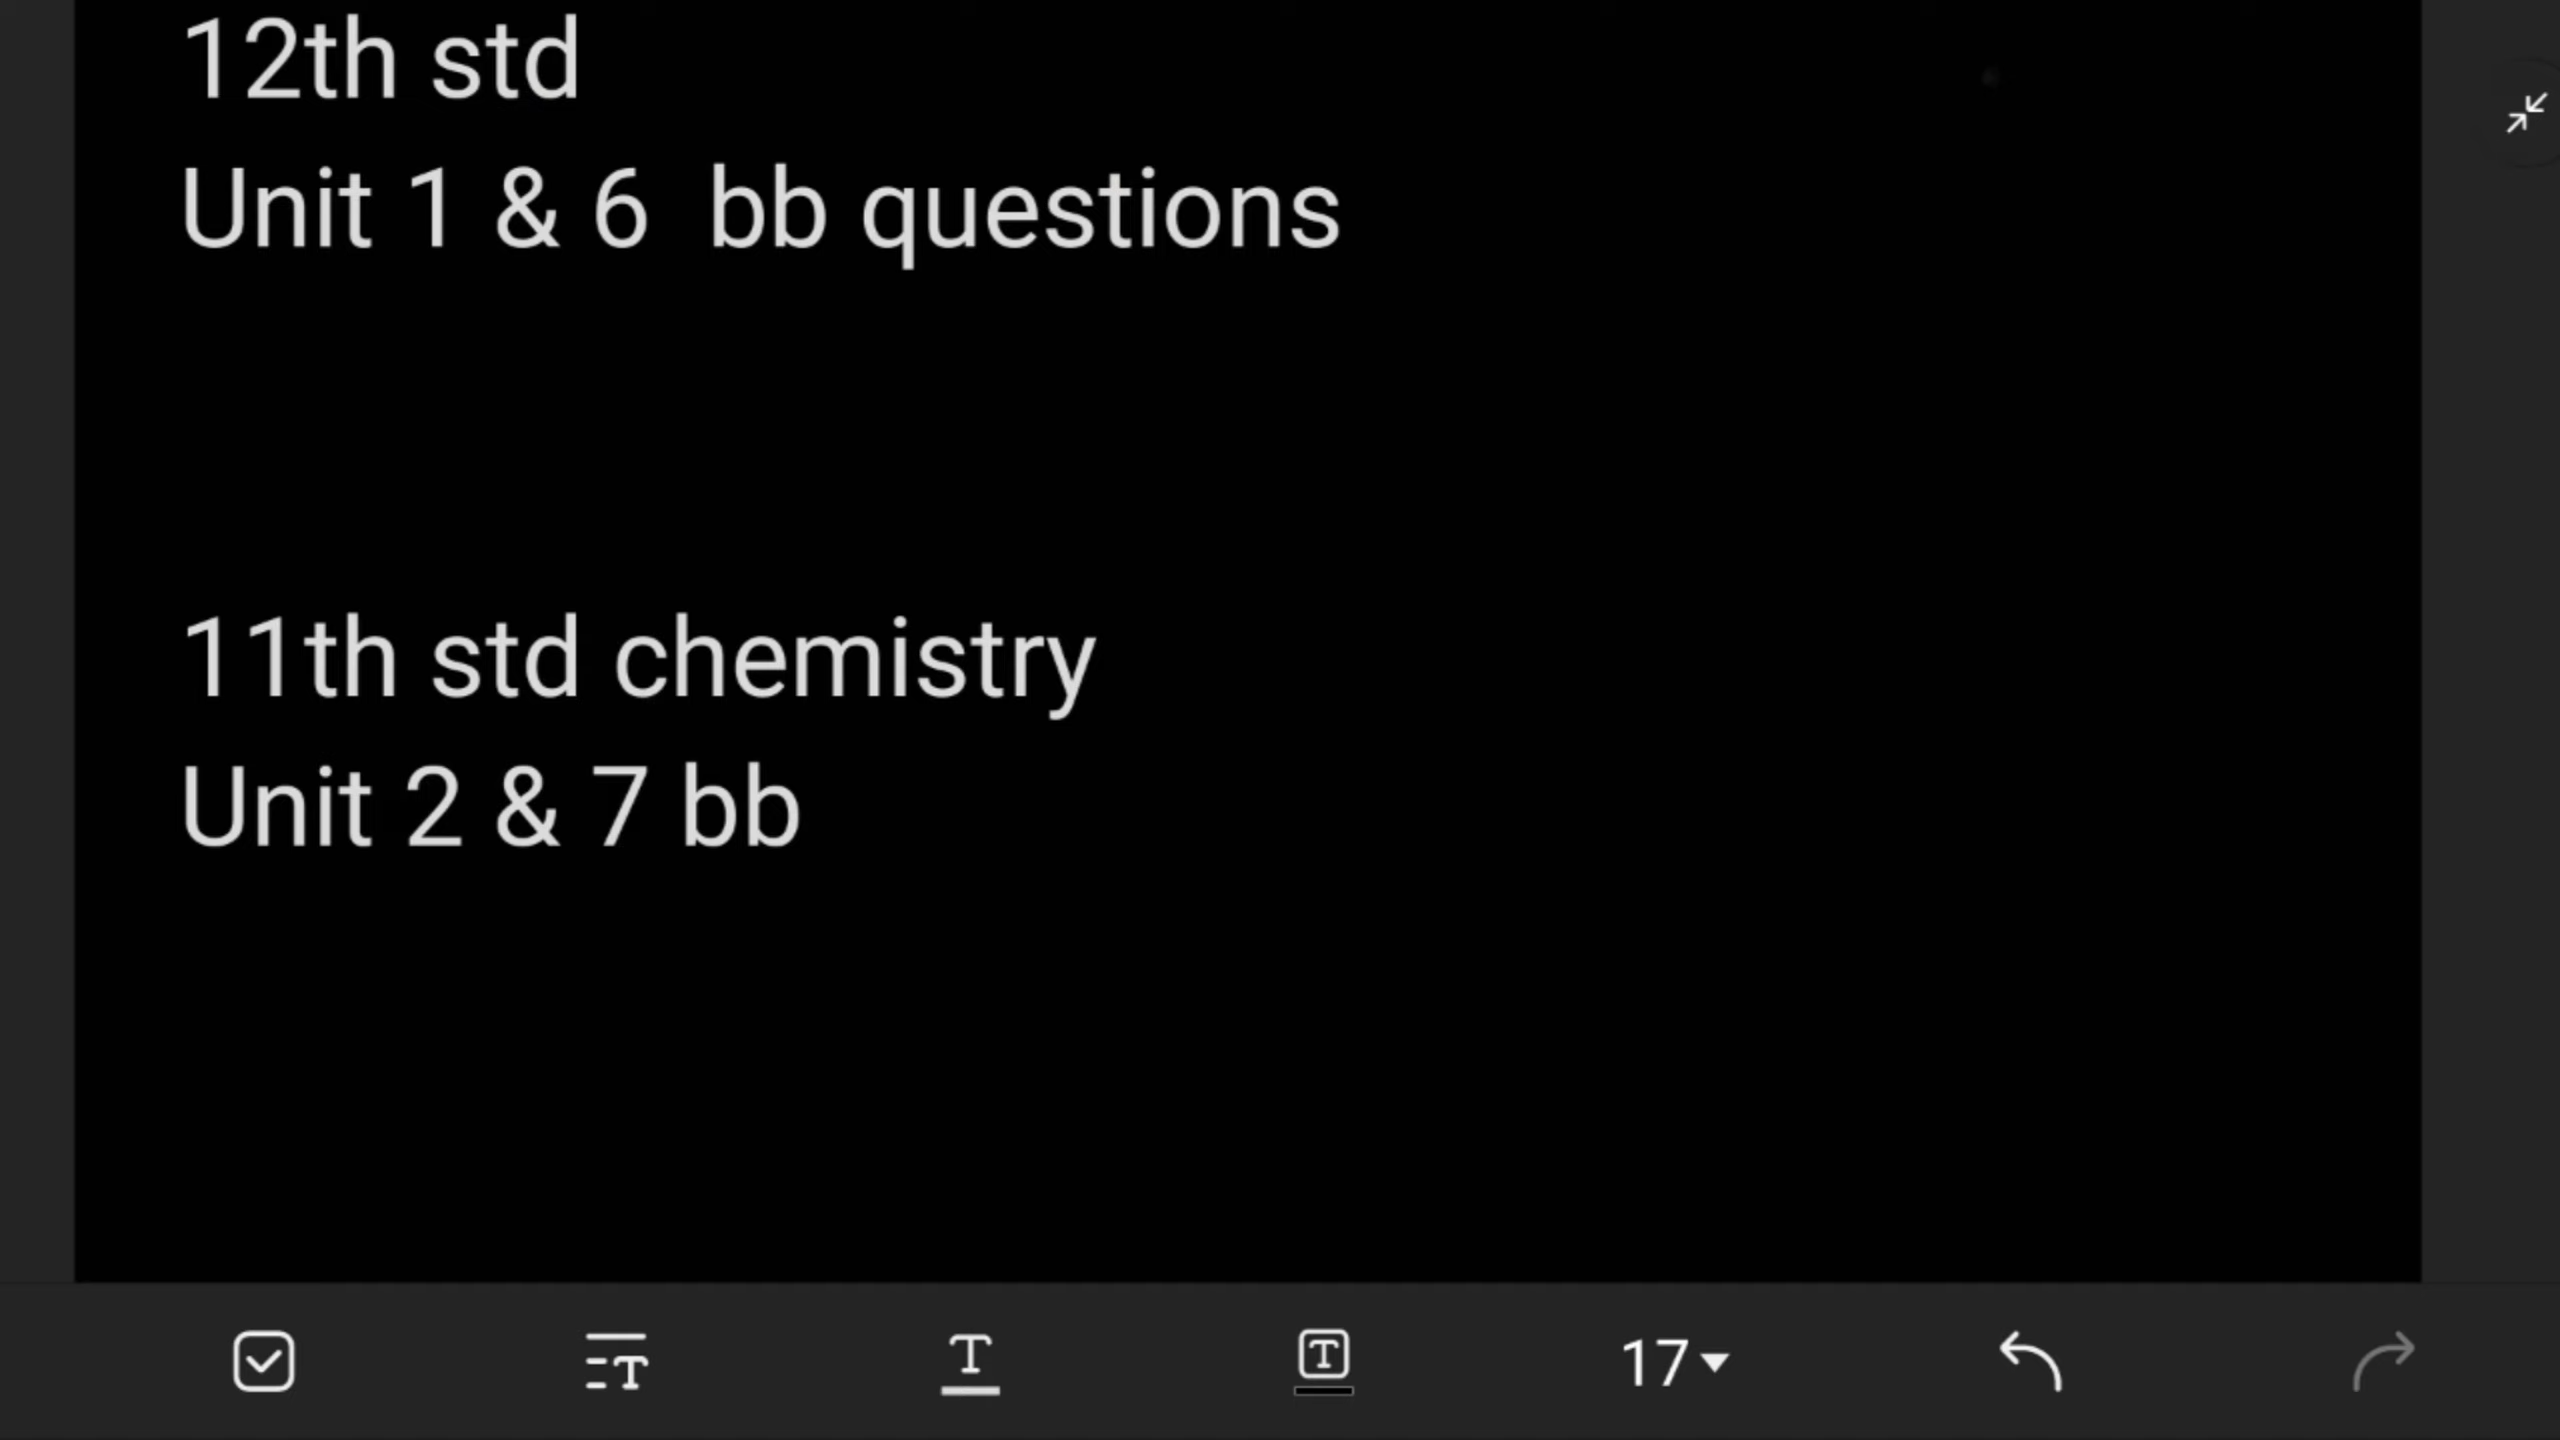 12th std
Unit 1 & 6  bb questions
11th std chemistry
Unit 2 & 7 bb
17